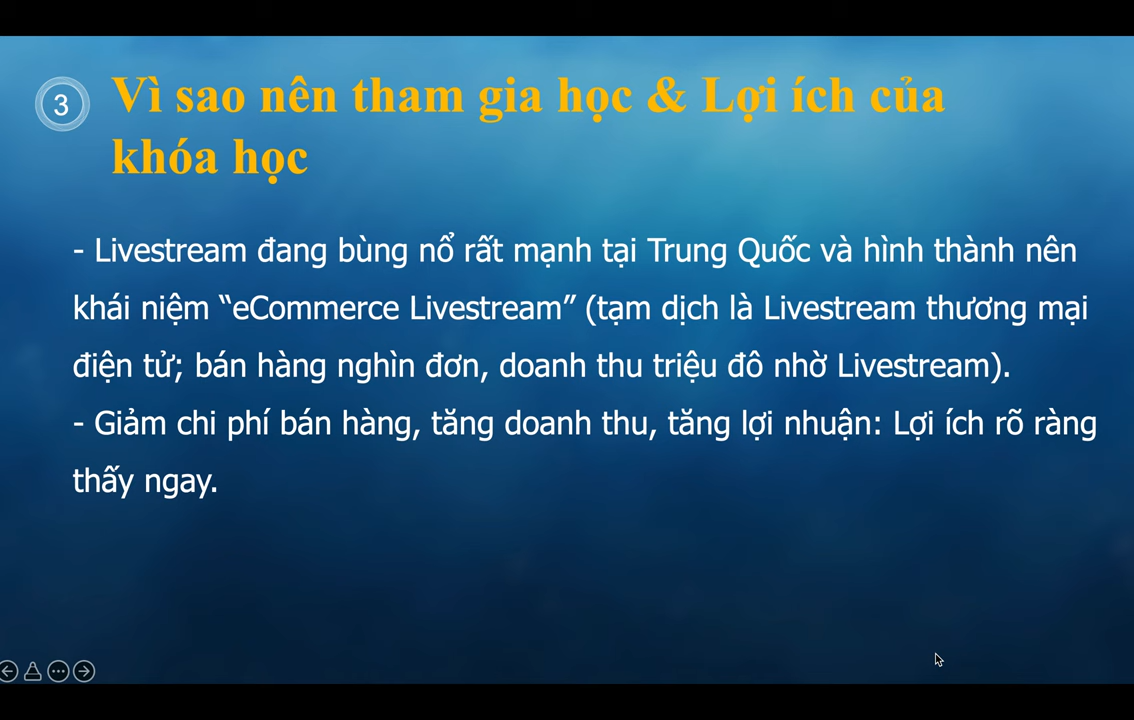 3
Vì sao nên tham gia học & Lợi ích của
khóa học
- Livestream đang bùng nổ rất mạnh tại Trung Quốc và hình thành nên
khái niệm “eCommerce Livestream” (tạm dịch là Livestream thương mại
điện tử; bán hàng nghìn đơn, doanh thu triệu đô nhờ Livestream).
- Giảm chi phí bán hàng, tăng doanh thu, tăng lợi nhuận: Lợi ích rõ ràng
thấy ngay.